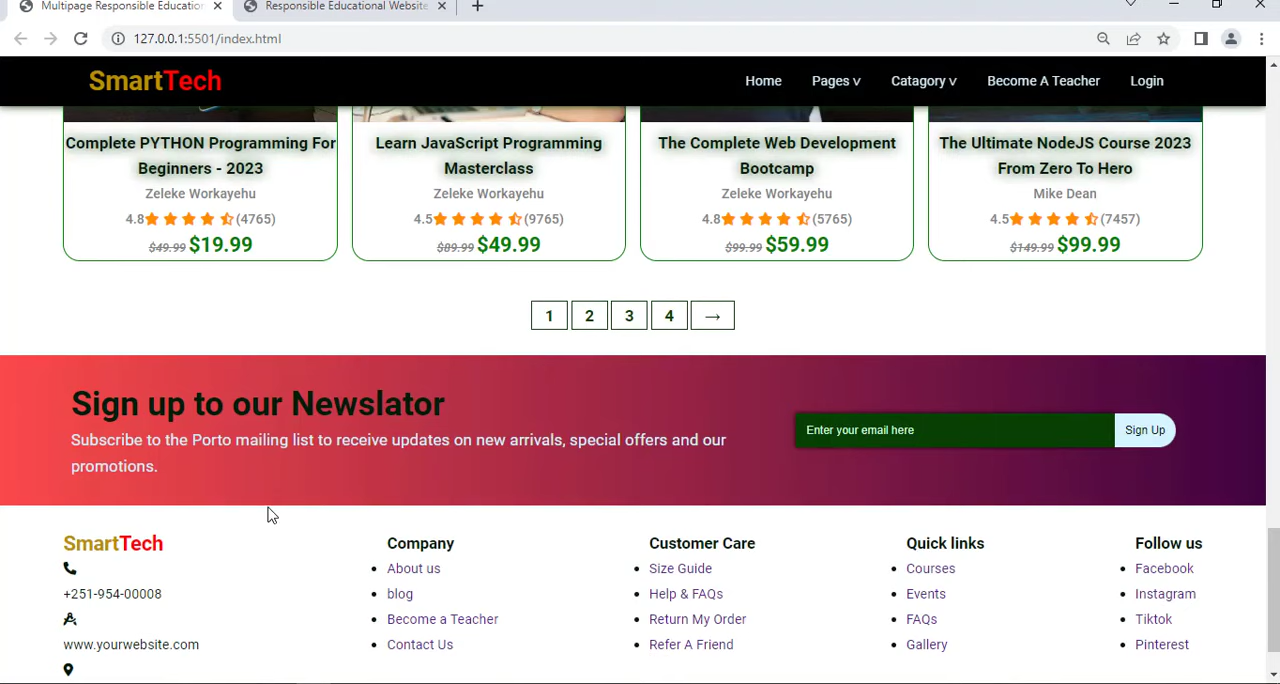 Multipage Responsible Education
Responsible Educational Website
127.0.0.1:5501/index.html
SmartTech
Home Pages v Catagory v Become A Teacher Login
Complete PYTHON Programming For
Beginners - 2023
Zeleke Workayehu
4.8 (4765)
$49.99 $19.99
Learn JavaScript Programming
Masterclass
Zeleke Workayehu
4.5 (9765)
$89.99 $49.99
The Complete Web Development
Bootcamp
Zeleke Workayehu
4.8 (5765)
$99.99 $59.99
The Ultimate NodeJS Course 2023
From Zero To Hero
Mike Dean
4.5 (7457)
$149.99 $99.99
1 2 3 4 →
Sign up to our Newslator
Subscribe to the Porto mailing list to receive updates on new arrivals, special offers and our
promotions.
Enter your email here
Sign Up
SmartTech
+251-954-00008
www.yourwebsite.com
Company
About us
blog
Become a Teacher
Contact Us
Customer Care
Size Guide
Help & FAQs
Return My Order
Refer A Friend
Quick links
Courses
Events
FAQs
Gallery
Follow us
Facebook
Instagram
Tiktok
Pinterest